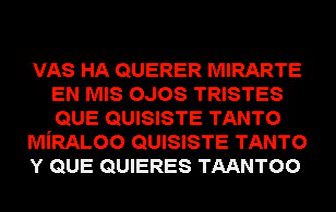 VAS HA QUERER MIRARTE
EN MIS OJOS TRISTES
QUE QUISISTE TANTO
MÍRALOO QUISISTE TANTO
Y QUE QUIERES TAANTOO